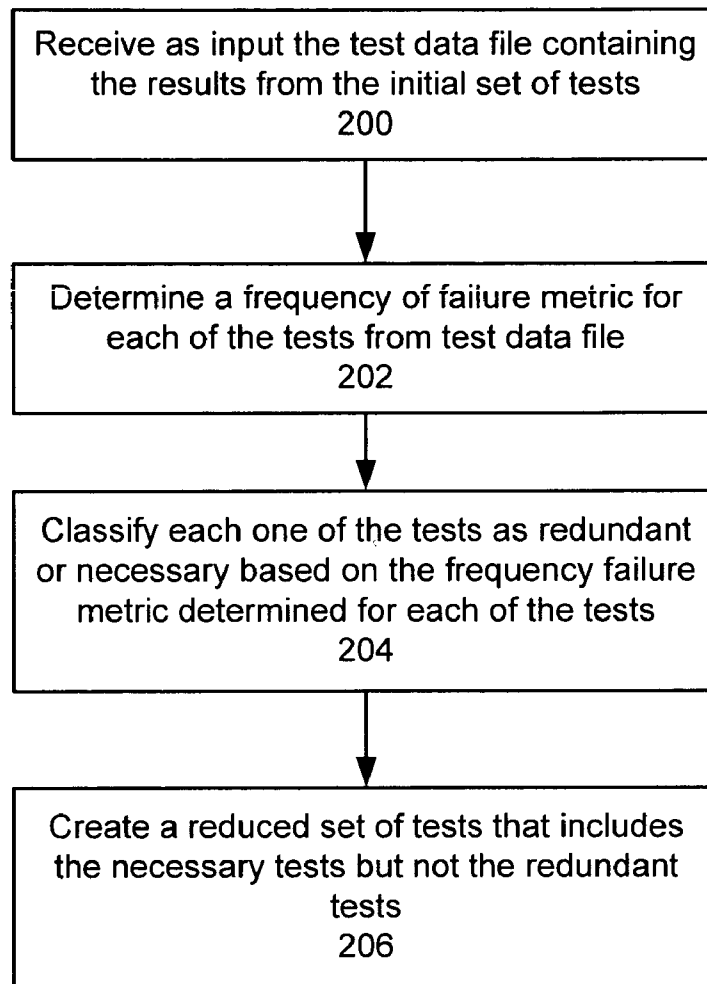 Receive as input the test data file containing
the results from the initial set of tests
200
Determine a frequency of failure metric for
each of the tests from test data file
202
Classify each one of the tests as redundant
or necessary based on the frequency failure
metric determined for each of the tests
204
Create a reduced set of tests that includes
the necessary tests but not the redundant
tests
206